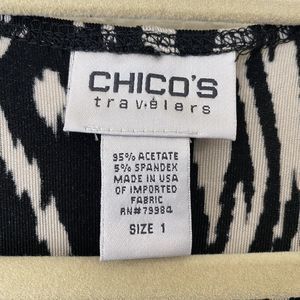 CHICO'S
travelers
95% ACETATE
5% SPANDEX
MADE IN USA
OF IMPORTED
FABRIC
RN#79984
SIZE 1